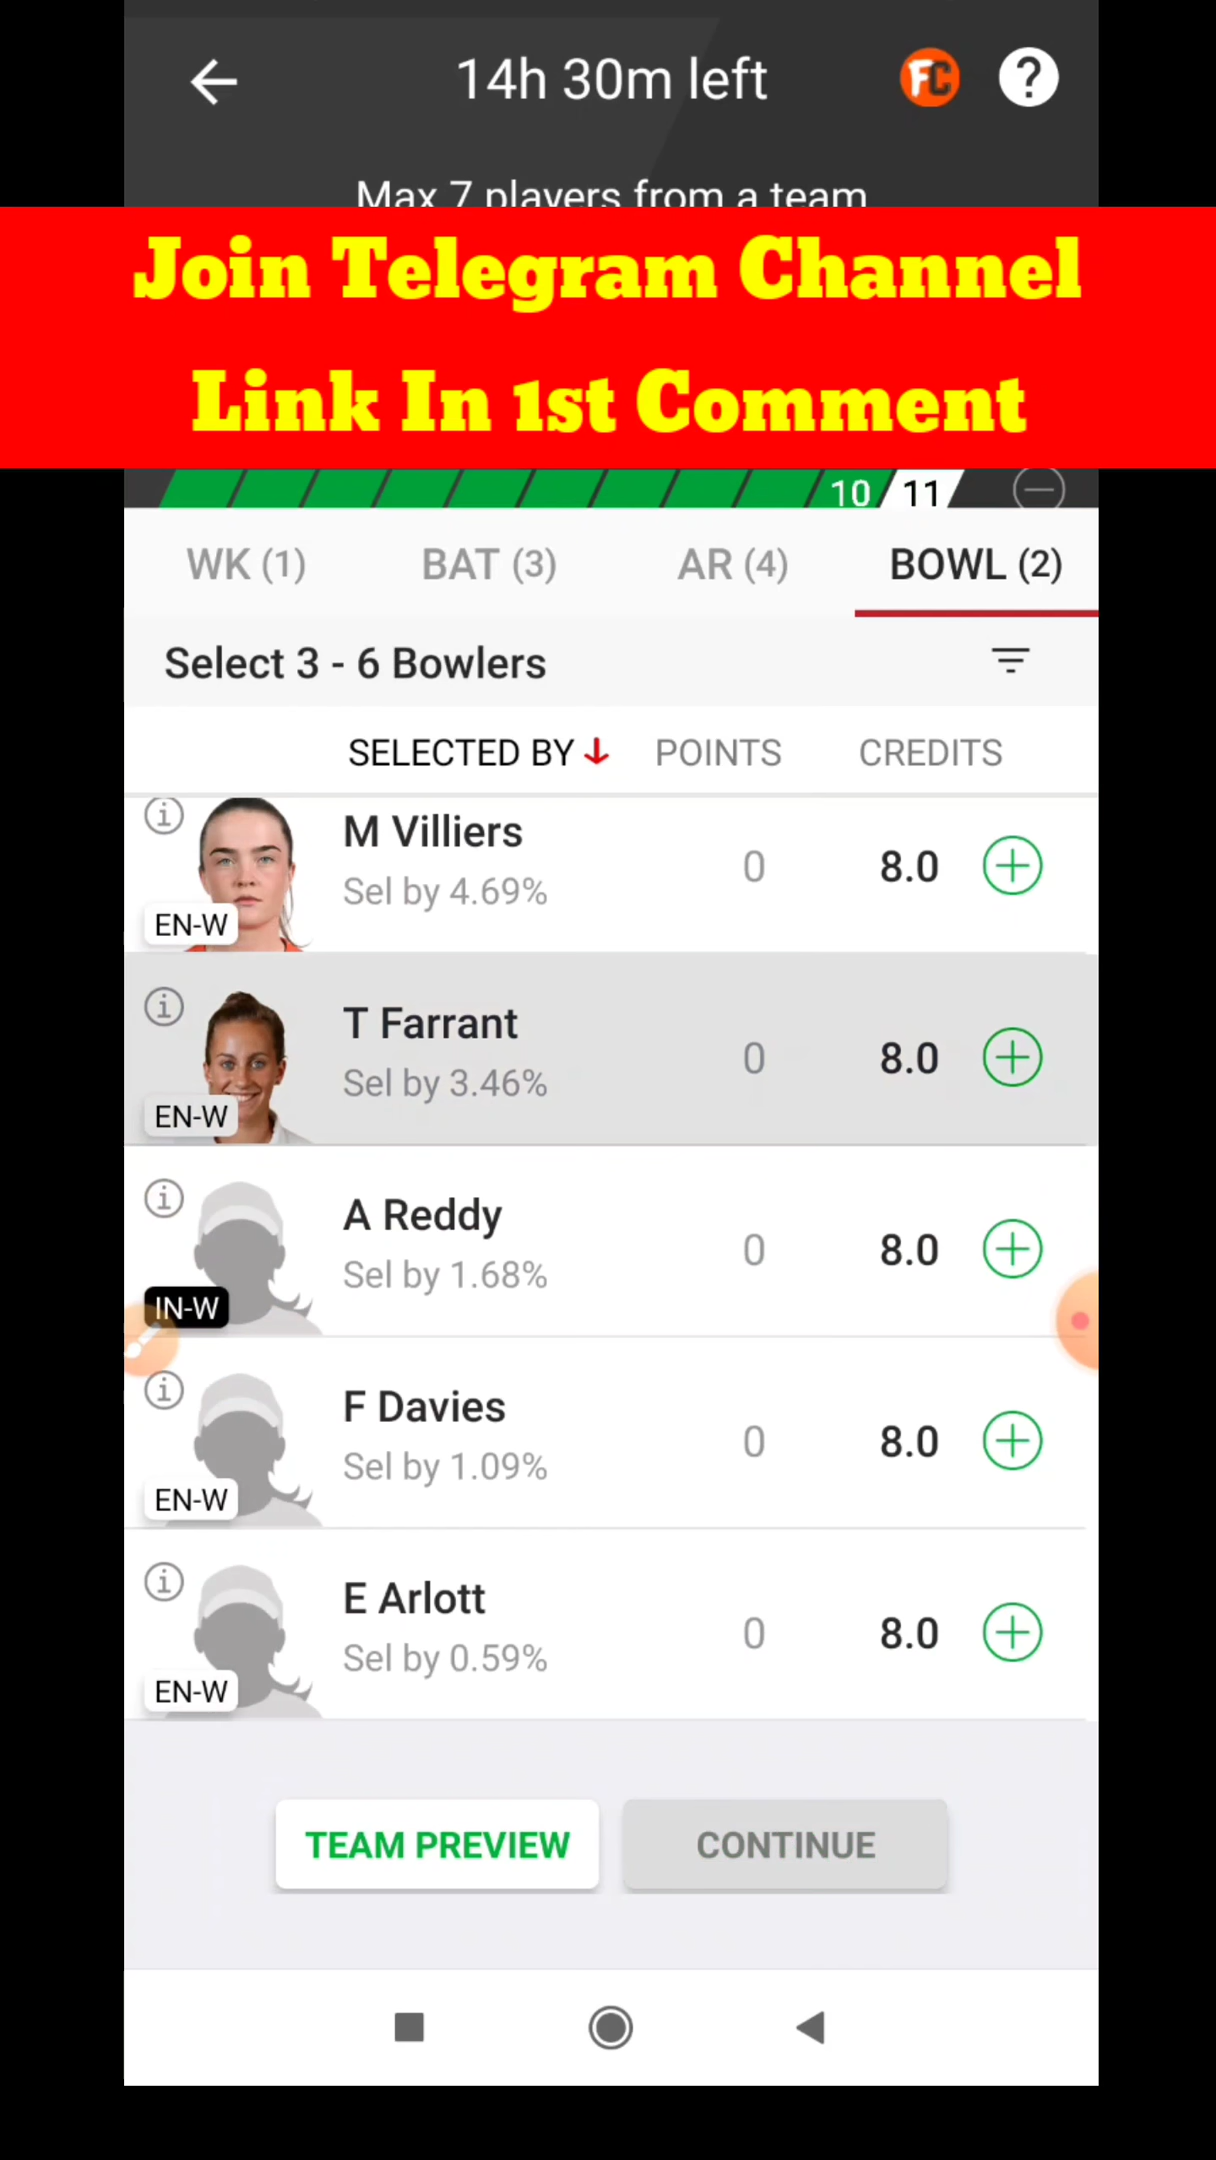 14h 30m left
FC
?
Max 7 players from a team
Join Telegram Channel
Link In 1st Comment
10 11
WK (1) BAT (3) AR (4) BOWL (2)
Select 3 - 6 Bowlers
SELECTED BY POINTS CREDITS
M Villiers
Sel by 4.69%
0 8.0
EN-W
T Farrant
Sel by 3.46%
0 8.0
EN-W
A Reddy
Sel by 1.68%
0 8.0
IN-W
F Davies
Sel by 1.09%
0 8.0
EN-W
E Arlott
Sel by 0.59%
0 8.0
EN-W
TEAM PREVIEW CONTINUE